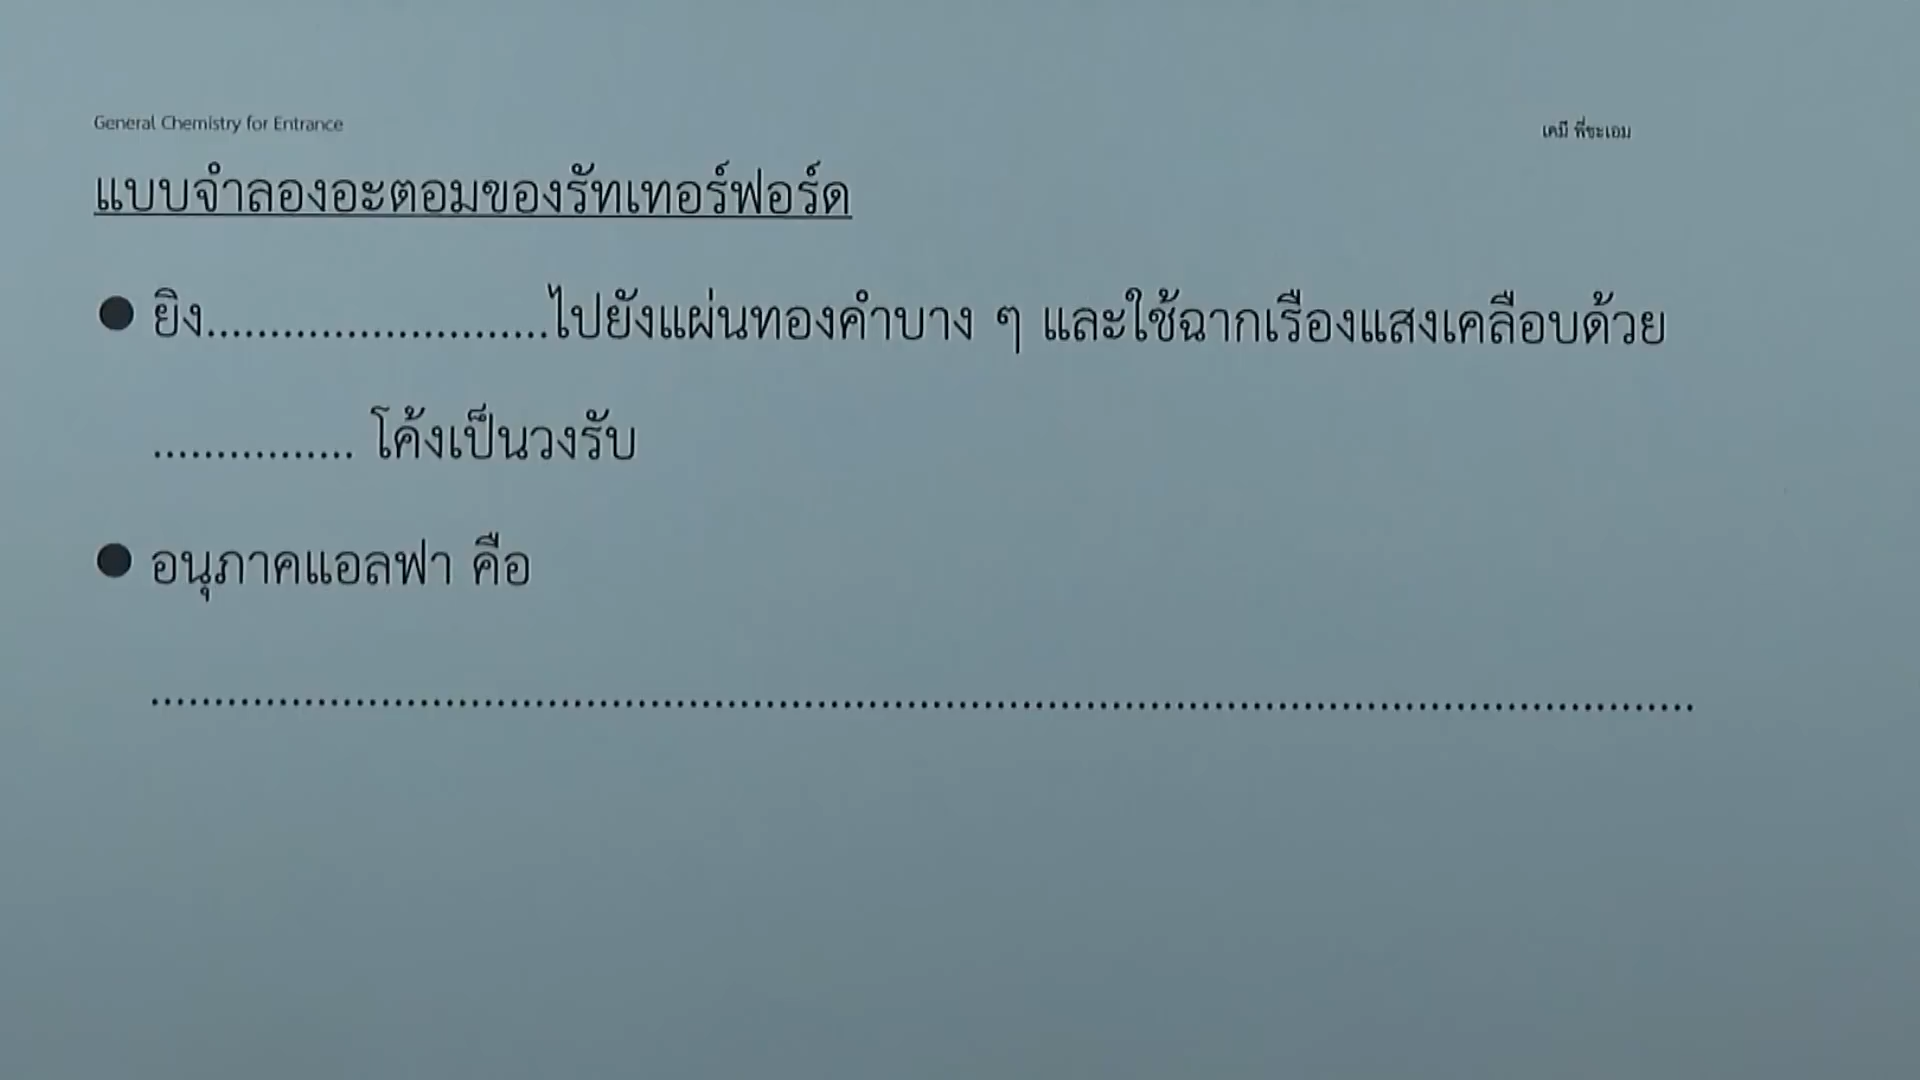 General Chemistry for Entrance
เคมี พี่ชะเอม
แบบจำลองอะตอมของรัทเทอร์ฟอร์ด
● ยิง...........................ไปยังแผ่นทองคำบาง ๆ และใช้ฉากเรืองแสงเคลือบด้วย
................ โค้งเป็นวงรับ
● อนุภาคแอลฟา คือ
........................................................................................................................